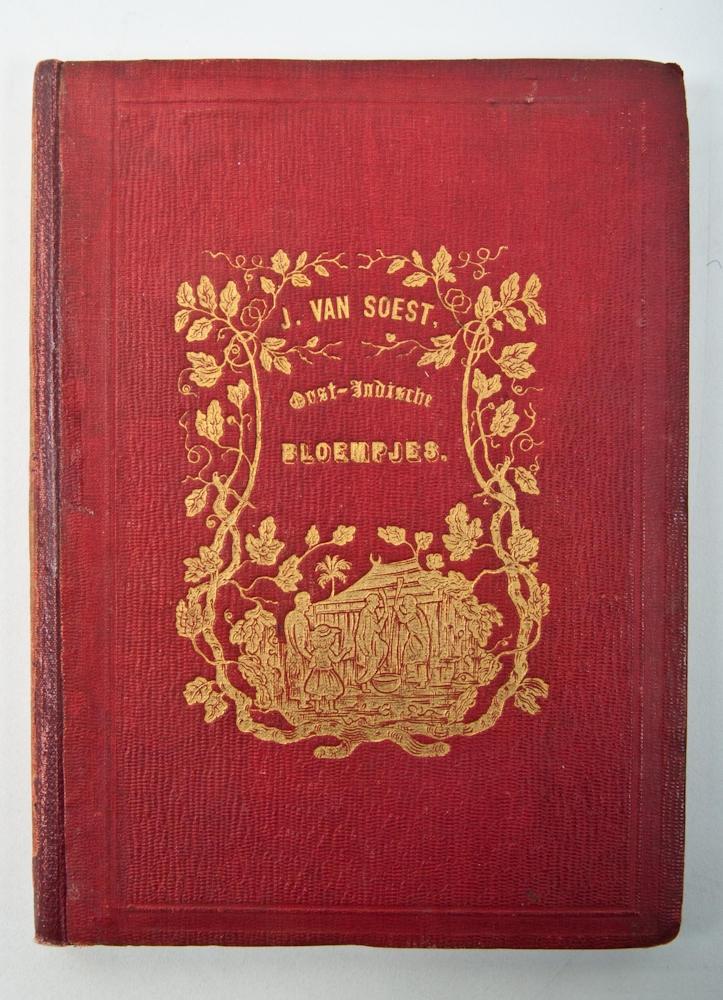 J. VAN SOEST,
Oost-Indische
BLOEMPJES.